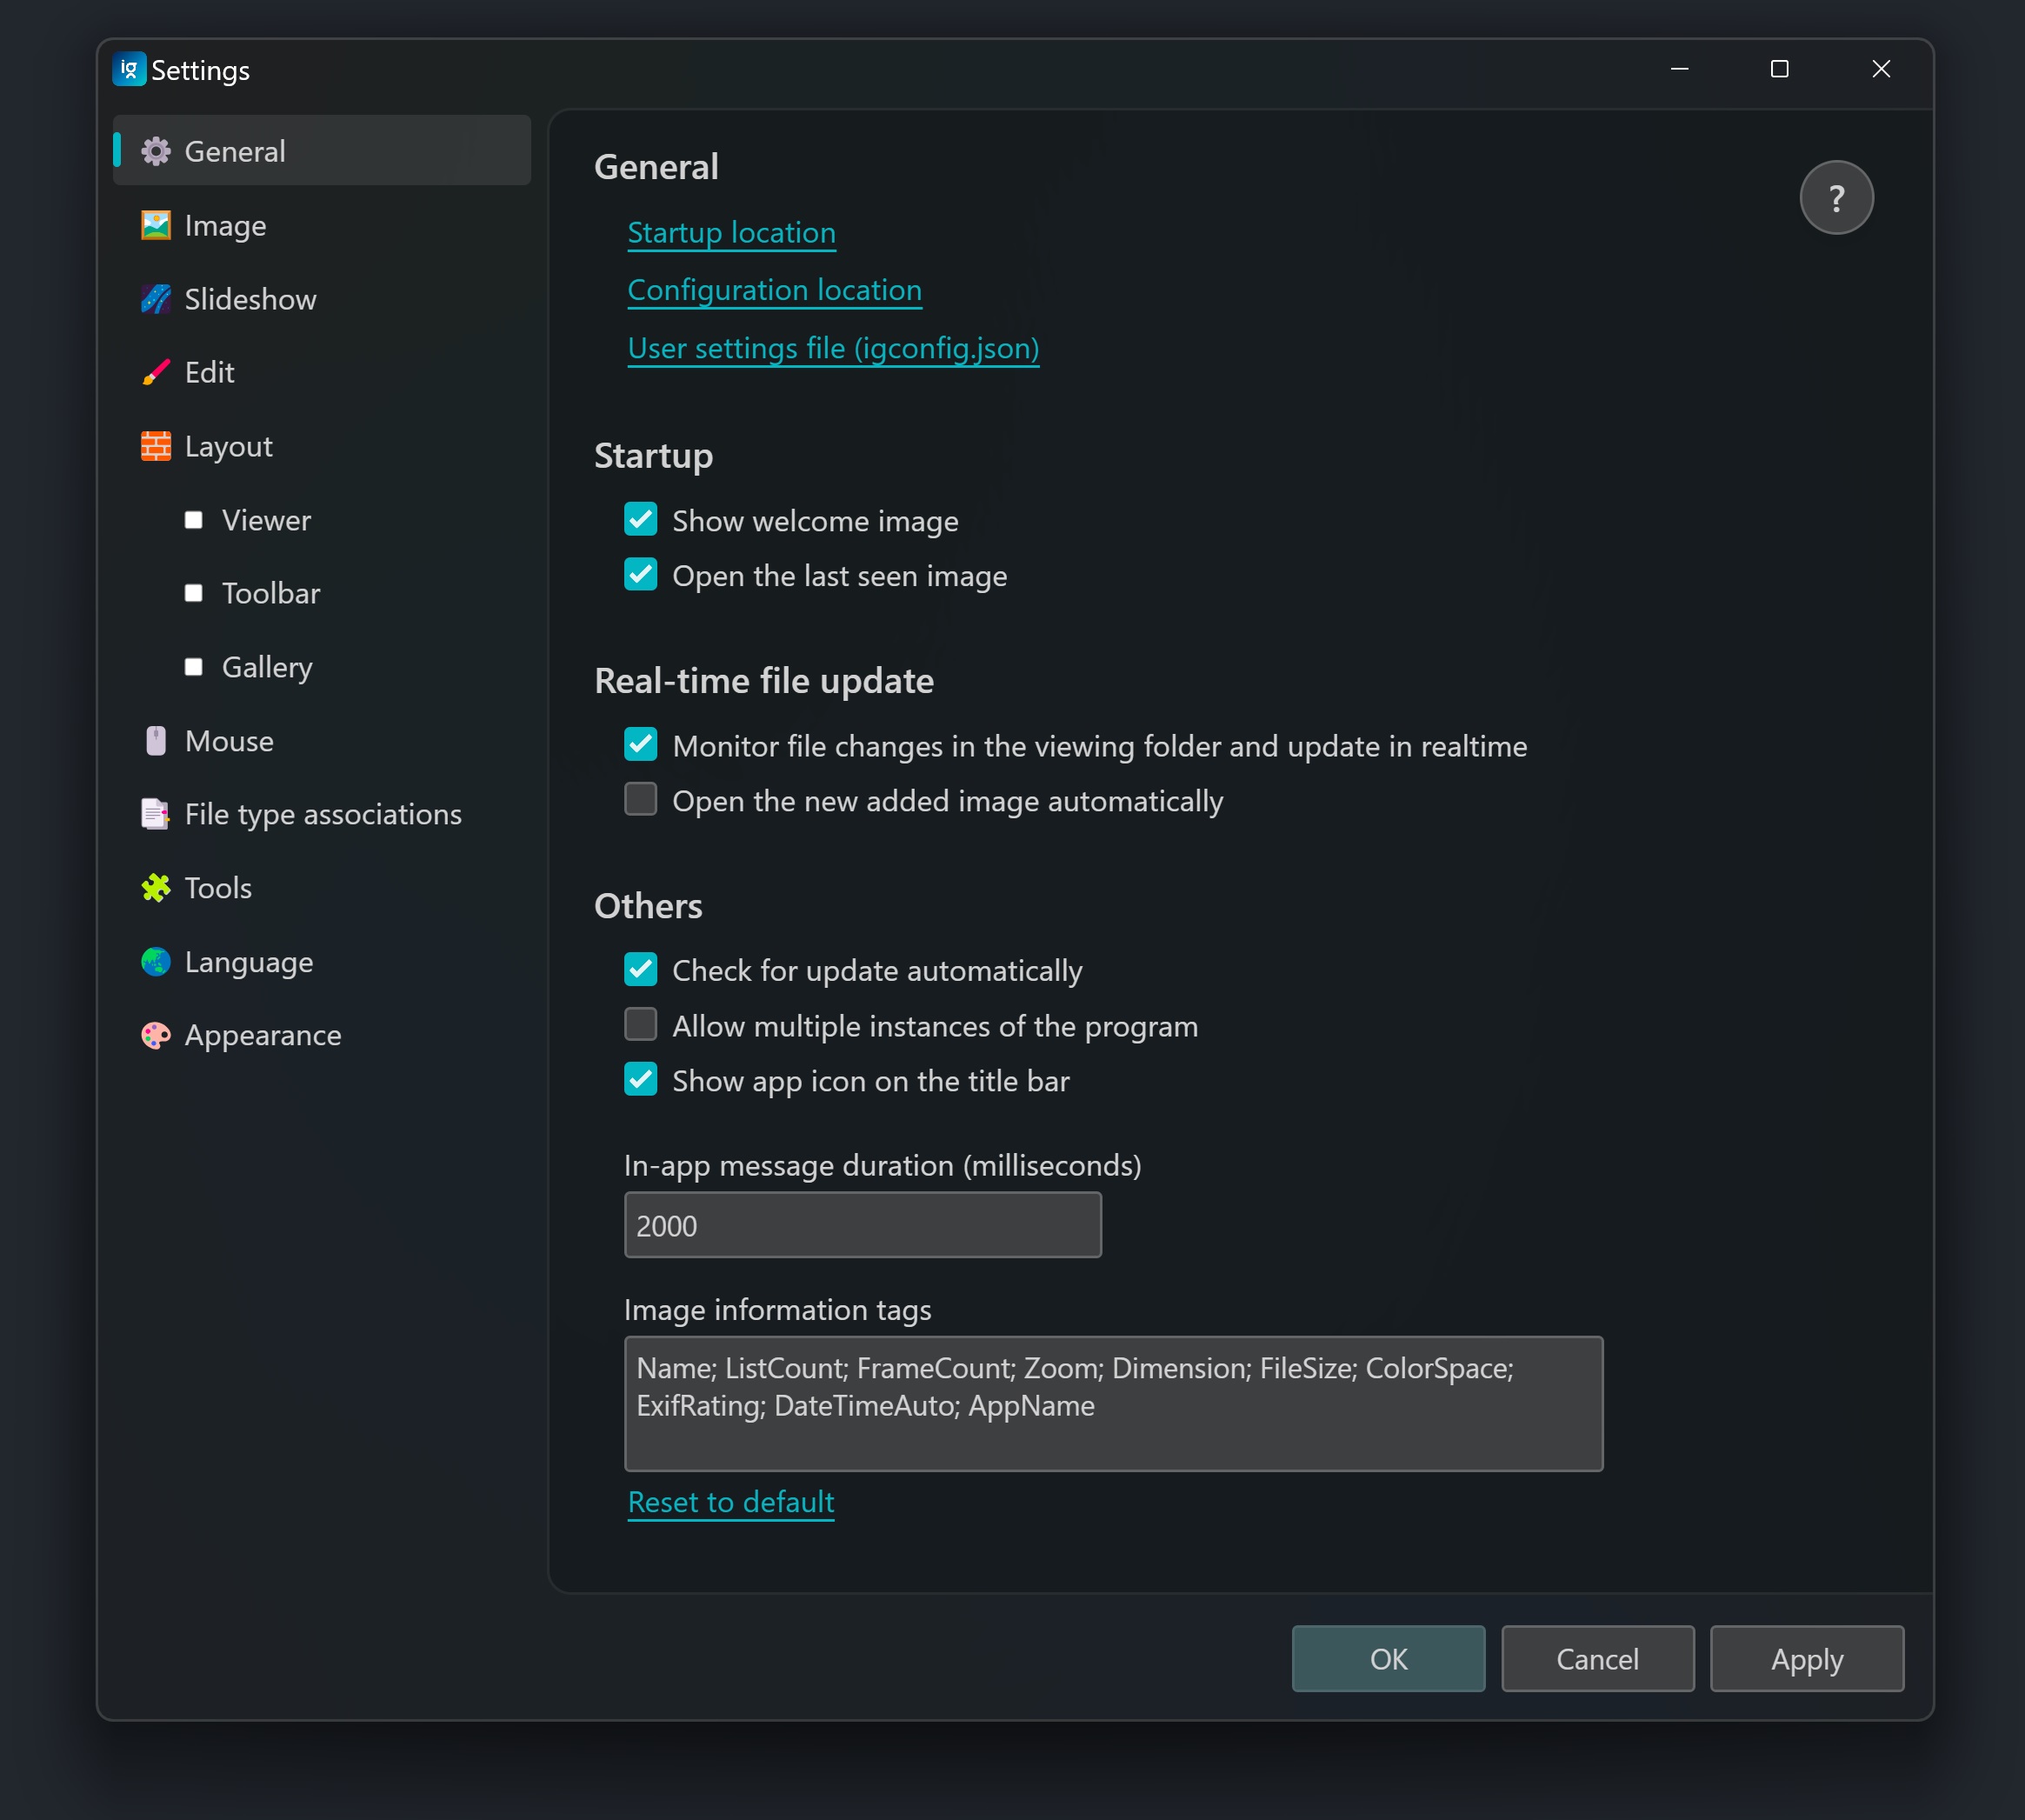 ig Settings
General
Image
Slideshow
Edit
Layout
Viewer
Toolbar
Gallery
Mouse
File type associations
Tools
Language
Appearance
General
?
Startup location
Configuration location
User settings file (igconfig.json)
Startup
Show welcome image
Open the last seen image
Real-time file update
Monitor file changes in the viewing folder and update in realtime
Open the new added image automatically
Others
Check for update automatically
Allow multiple instances of the program
Show app icon on the title bar
In-app message duration (milliseconds)
2000
Image information tags
Name; ListCount; FrameCount; Zoom; Dimension; FileSize; ColorSpace;
ExifRating; DateTimeAuto; AppName
Reset to default
OK Cancel Apply